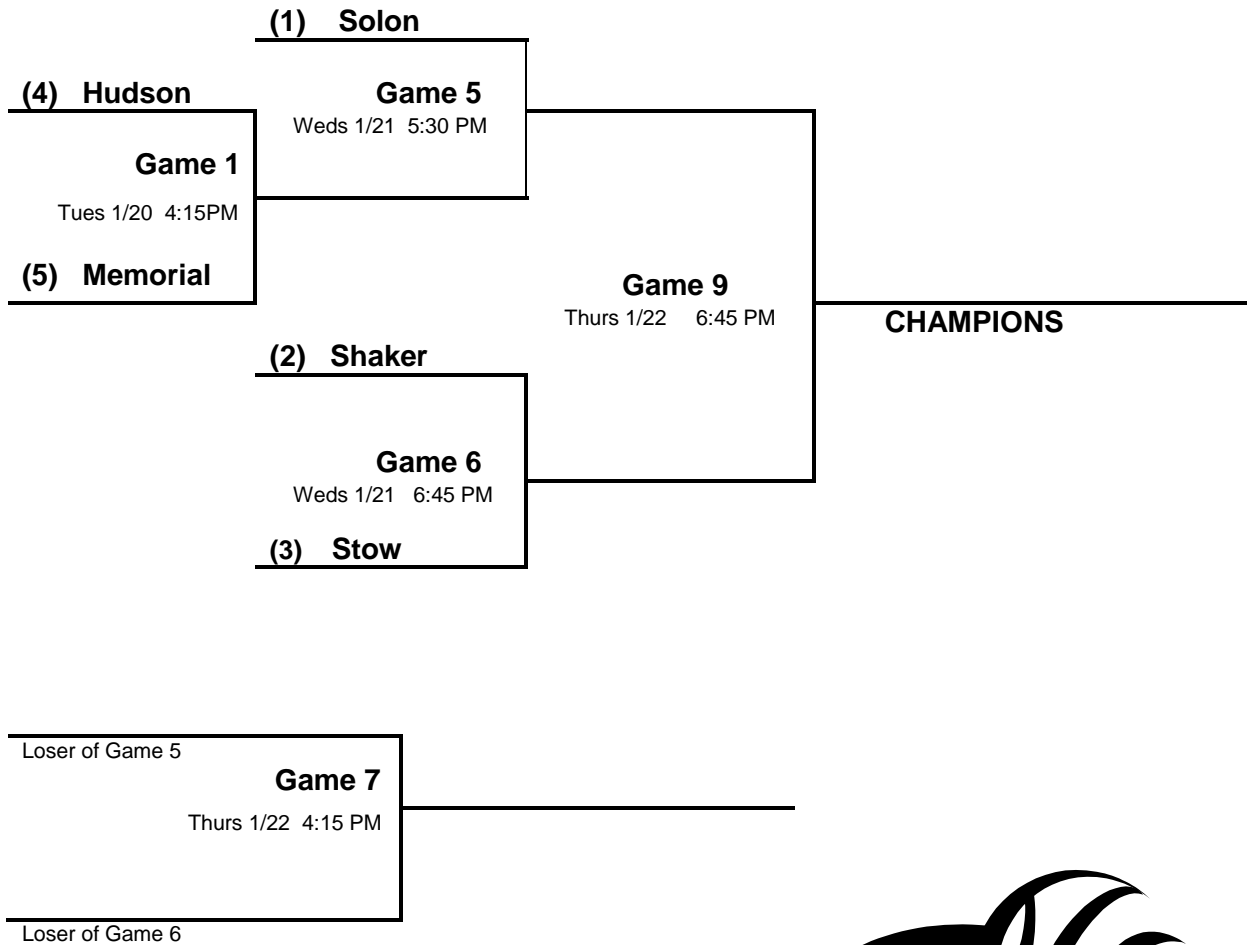 (1) Solon
(4) Hudson
Game 5
Weds 1/21 5:30 PM
Game 1
Tues 1/20 4:15PM
(5) Memorial
Game 9
Thurs 1/22 6:45 PM
CHAMPIONS
(2) Shaker
Game 6
Weds 1/21 6:45 PM
(3) Stow
Loser of Game 5
Game 7
Thurs 1/22 4:15 PM
Loser of Game 6